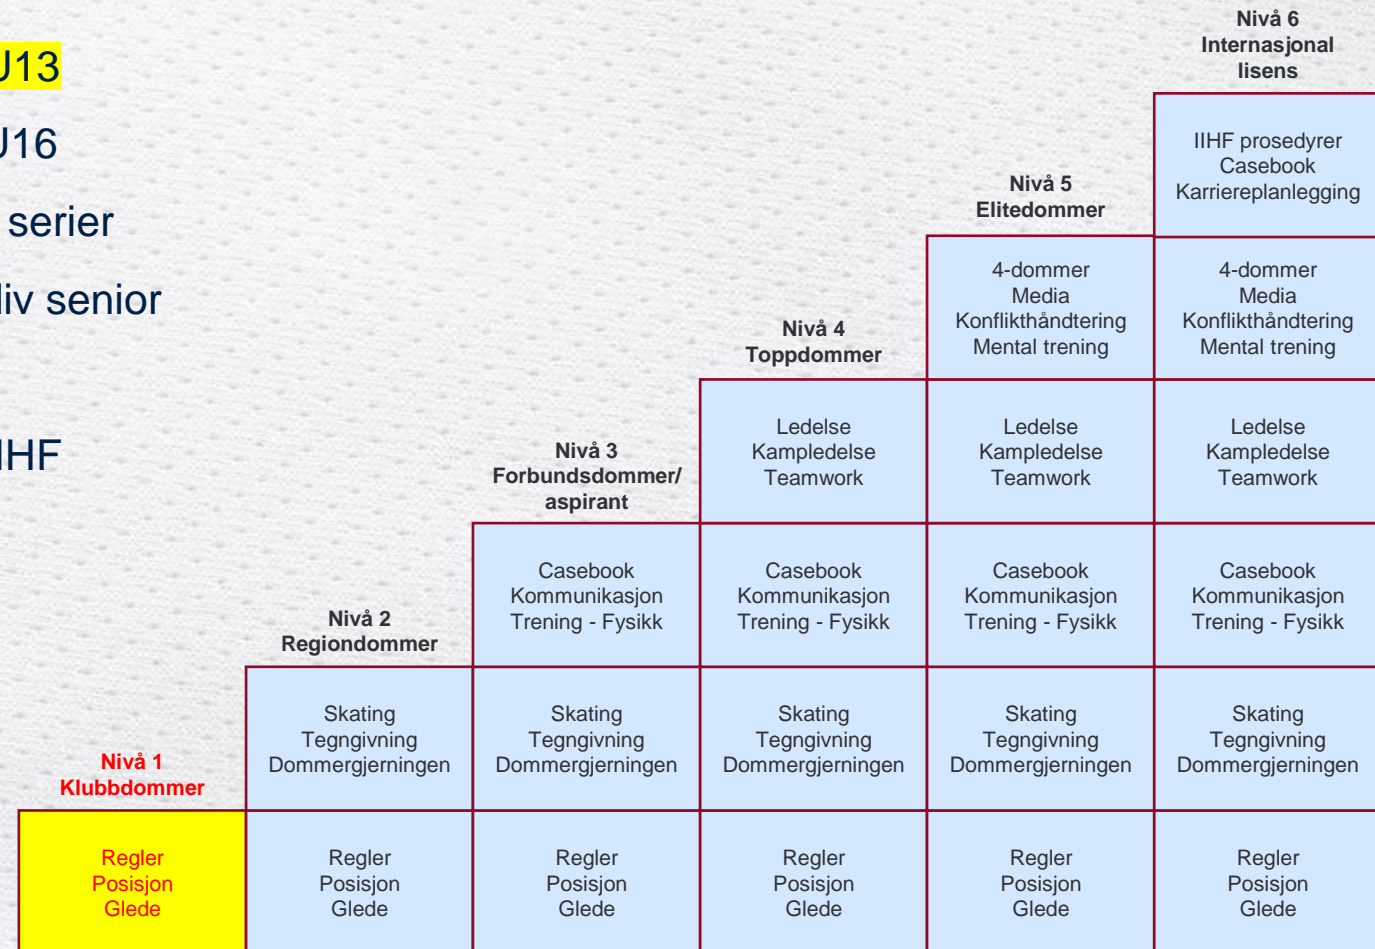 U13
U16
serier
div senior
IHF
Nivå 6
Internasjonal
lisens
IIHF prosedyrer
Casebook
Karriereplanlegging
Nivå 5
Elitedommer
4-dommer
Media
Konflikthåndtering
Mental trening
4-dommer
Media
Konflikthåndtering
Mental trening
Nivå 4
Toppdommer
Ledelse
Kampledelse
Teamwork
Ledelse
Kampledelse
Teamwork
Ledelse
Kampledelse
Teamwork
Nivå 3
Forbundsdommer/
aspirant
Casebook
Kommunikasjon
Trening - Fysikk
Casebook
Kommunikasjon
Trening - Fysikk
Casebook
Kommunikasjon
Trening - Fysikk
Casebook
Kommunikasjon
Trening - Fysikk
Nivå 2
Regiondommer
Skating
Tegngivning
Dommergjerningen
Skating
Tegngivning
Dommergjerningen
Skating
Tegngivning
Dommergjerningen
Skating
Tegngivning
Dommergjerningen
Skating
Tegngivning
Dommergjerningen
Nivå 1
Klubbdommer
Regler
Posisjon
Glede
Regler
Posisjon
Glede
Regler
Posisjon
Glede
Regler
Posisjon
Glede
Regler
Posisjon
Glede
Regler
Posisjon
Glede